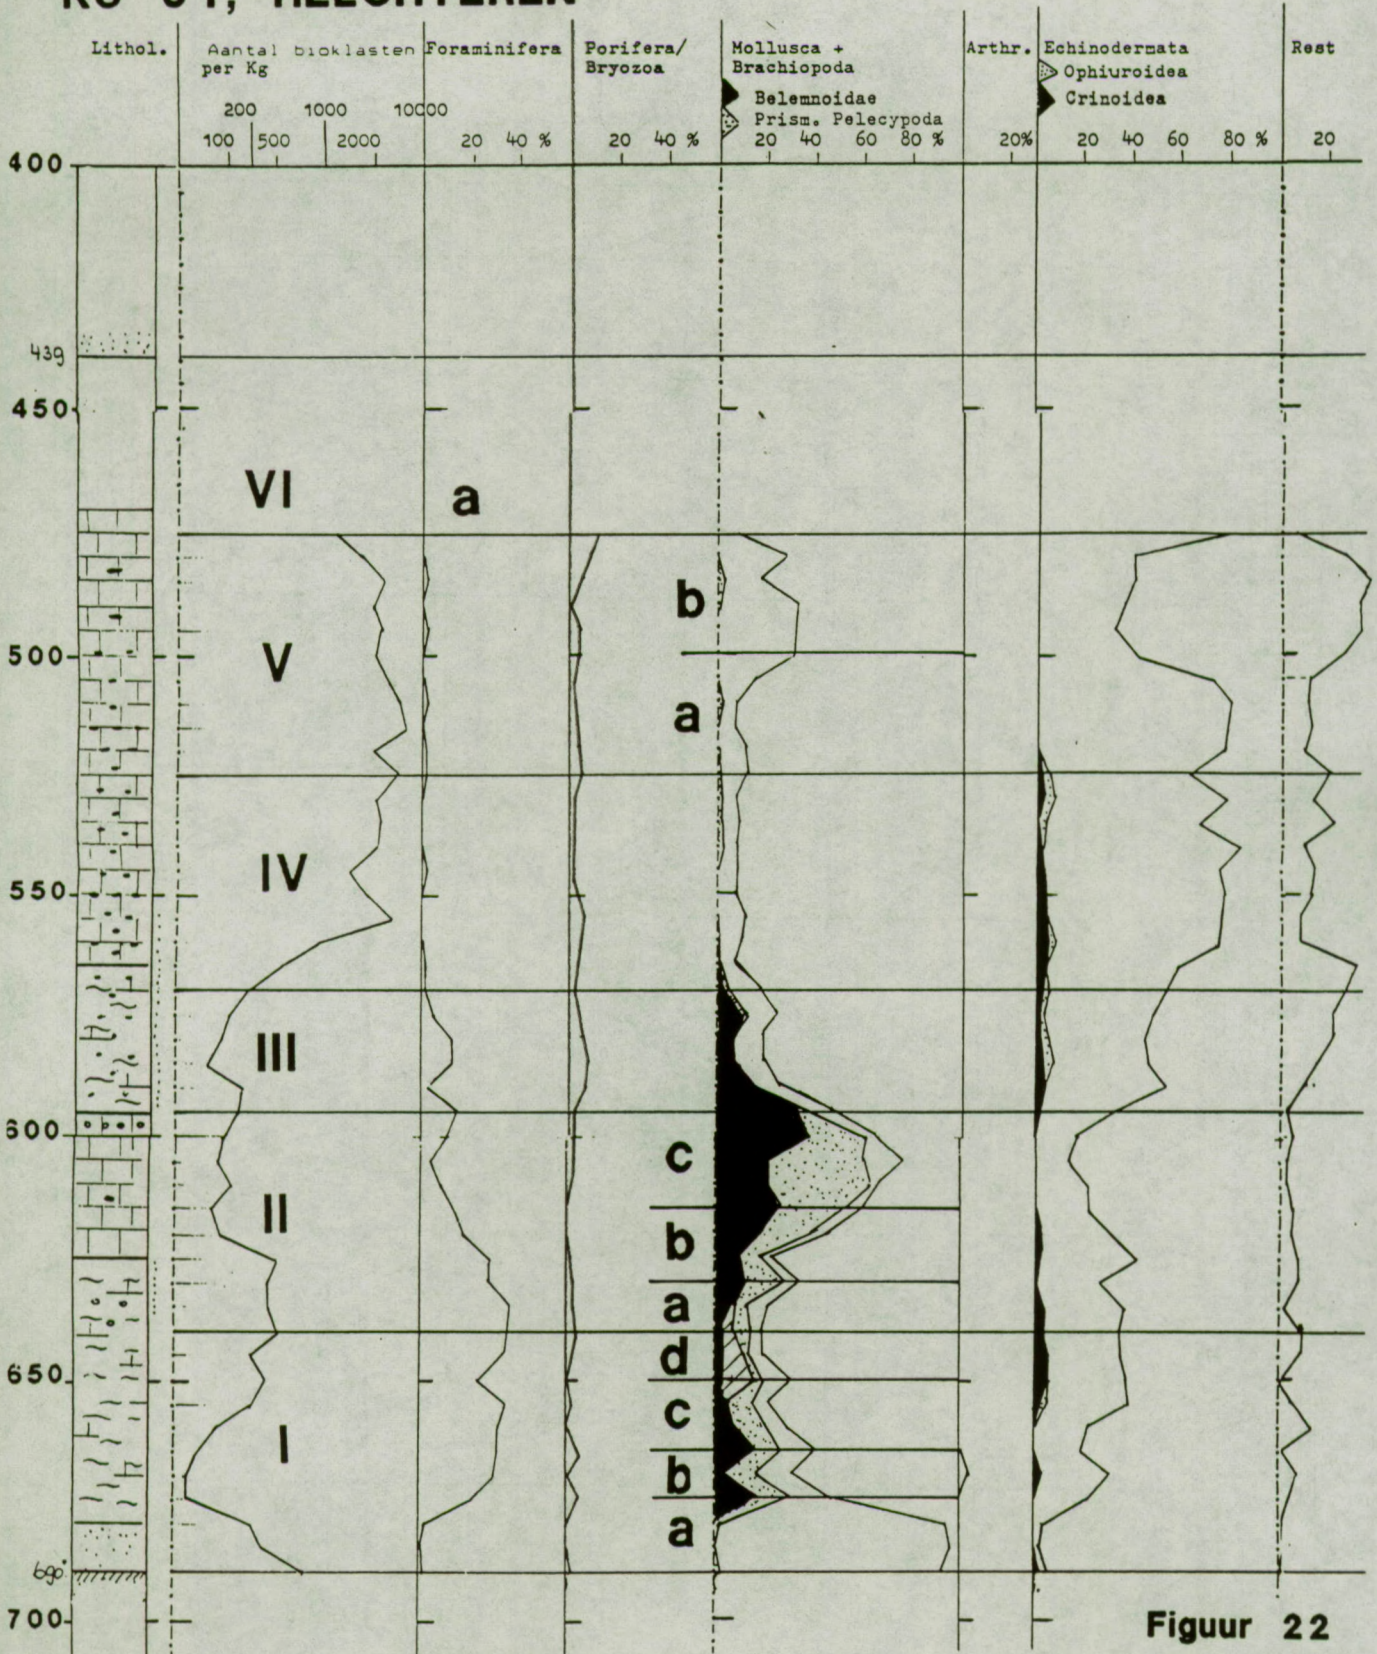 Lithol.
Aantal bioklasten
per Kg
Foraminifera
Porifera/
Bryozoa
Mollusca +
Brachiopoda
Belemnoidae
Prism. Pelecypoda
Arthr.
Echinodermata
Ophiuroidea
Crinoidea
Rest
200 1000 10000
100 500 2000
20 40 %
20 40 %
20 40 60 80 %
20%
20 40 60 80 %
20
400
439
450
VI a
b
500 V
a
IV
550
III
600
c
II
b
a
d
650
c
I
b
a
690
700
Figuur 22